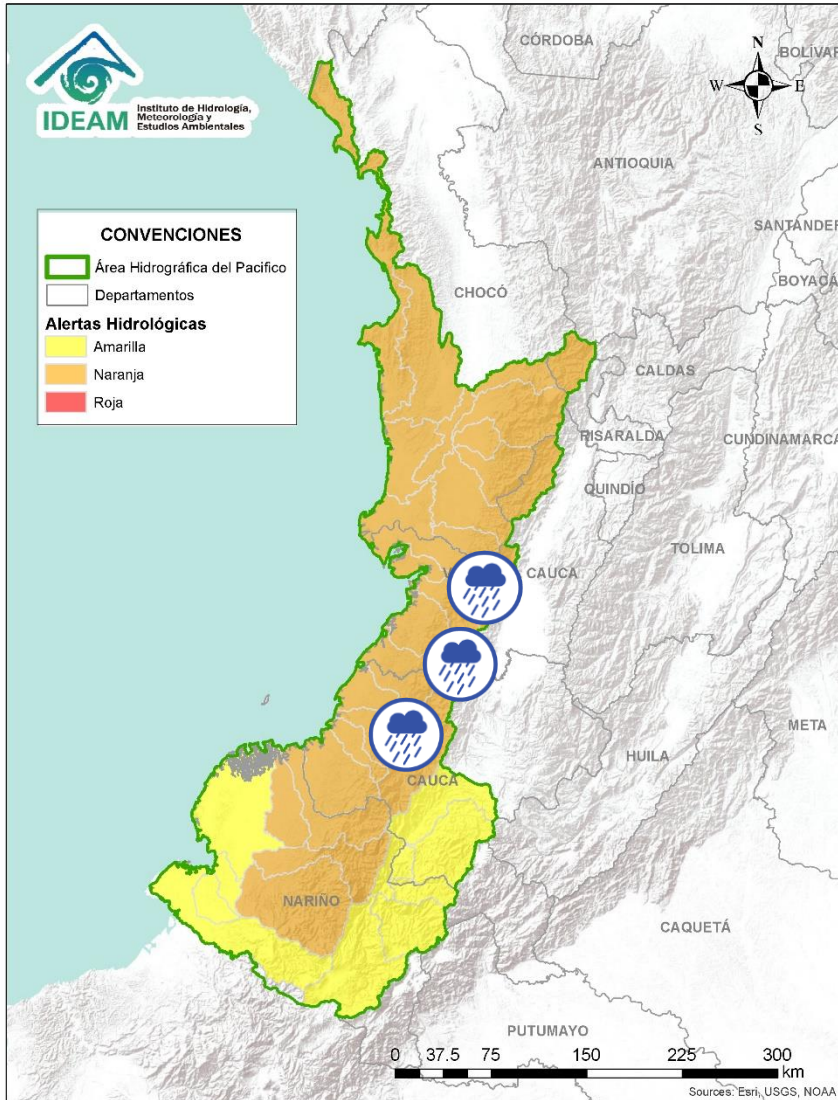 IDEAM
Instituto de Hidrología,
Meteorología y
Estudios Ambientales
N
W
E
S
CÓRDOBA
BOLÍVAR
ANTIOQUIA
SANTANDER
BOYACÁ
CHOCÓ
CALDAS
RISARALDA
CUNDINAMARCA
QUINDÍO
TOLIMA
V
CAUCA
META
HUILA
CAUCA
NARIÑO
CAQUETÁ
PUTUMAYO
CONVENCIONES
Área Hidrográfica del Pacifico
Departamentos
Alertas Hidrológicas
Amarilla
Naranja
Roja
0 37.5 75 150 225 300
km
Sources: Esri, USGS, NOAA